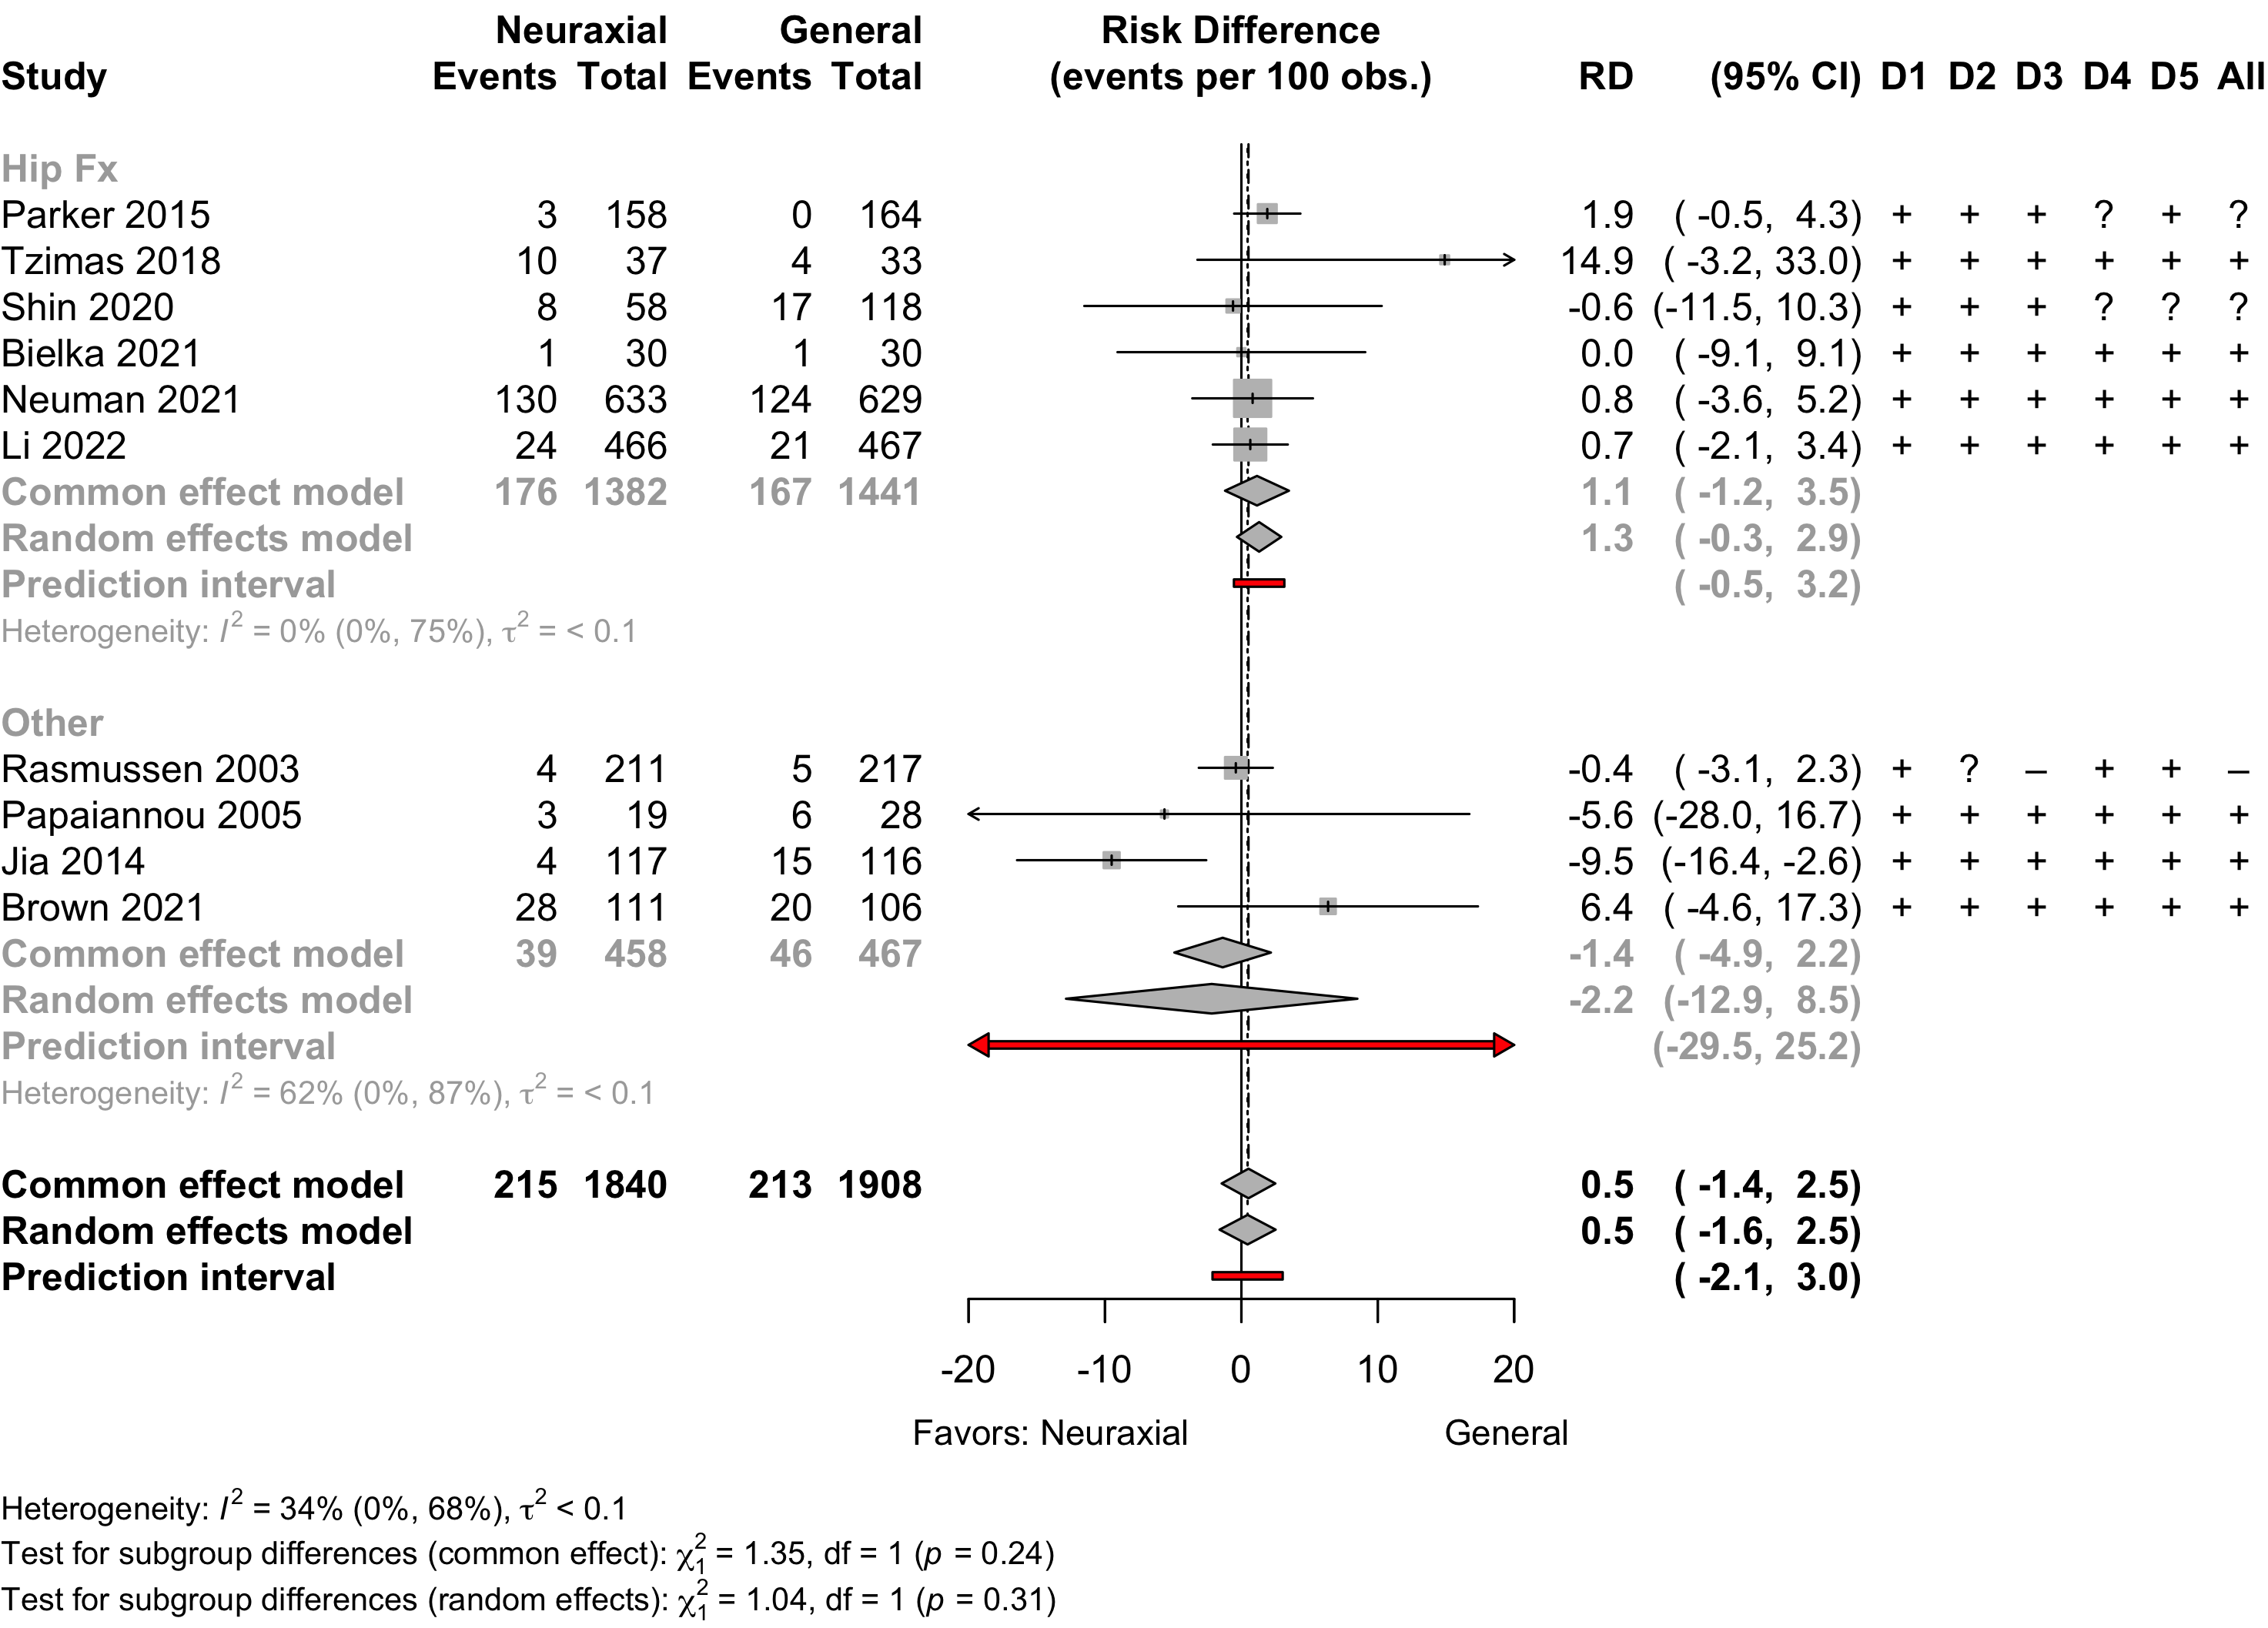 Neuraxial General Risk Difference
Study Events Total Events Total (events per 100 obs.) RD (95% CI) D1 D2 D3 D4 D5 All
Hip Fx
Parker 2015 3 158 0 164 1.9 ( -0.5, 4.3) + + + ? + ?
Tzimas 2018 10 37 4 33 14.9 ( -3.2, 33.0) + + + + + +
Shin 2020 8 58 17 118 -0.6 (-11.5, 10.3) + + + ? ? ?
Bielka 2021 1 30 1 30 0.0 ( -9.1, 9.1) + + + + + +
Neuman 2021 130 633 124 629 0.8 ( -3.6, 5.2) + + + + + +
Li 2022 24 466 21 467 0.7 ( -2.1, 3.4) + + + + + +
Common effect model 176 1382 167 1441 1.1 ( -1.2, 3.5)
Random effects model 1.3 ( -0.3, 2.9)
Prediction interval ( -0.5, 3.2)
Heterogeneity: I² = 0% (0%, 75%), τ² = < 0.1
Other
Rasmussen 2003 4 211 5 217 -0.4 ( -3.1, 2.3) + ? – + + –
Papaiannou 2005 3 19 6 28 -5.6 (-28.0, 16.7) + + + + + +
Jia 2014 4 117 15 116 -9.5 (-16.4, -2.6) + + + + + +
Brown 2021 28 111 20 106 6.4 ( -4.6, 17.3) + + + + + +
Common effect model 39 458 46 467 -1.4 ( -4.9, 2.2)
Random effects model -2.2 (-12.9, 8.5)
Prediction interval (-29.5, 25.2)
Heterogeneity: I² = 62% (0%, 87%), τ² = < 0.1
Common effect model 215 1840 213 1908 0.5 ( -1.4, 2.5)
Random effects model 0.5 ( -1.6, 2.5)
Prediction interval ( -2.1, 3.0)
-20 -10 0 10 20
Favors: Neuraxial General
Heterogeneity: I² = 34% (0%, 68%), τ² < 0.1
Test for subgroup differences (common effect): χ₁² = 1.35, df = 1 (p = 0.24)
Test for subgroup differences (random effects): χ₁² = 1.04, df = 1 (p = 0.31)